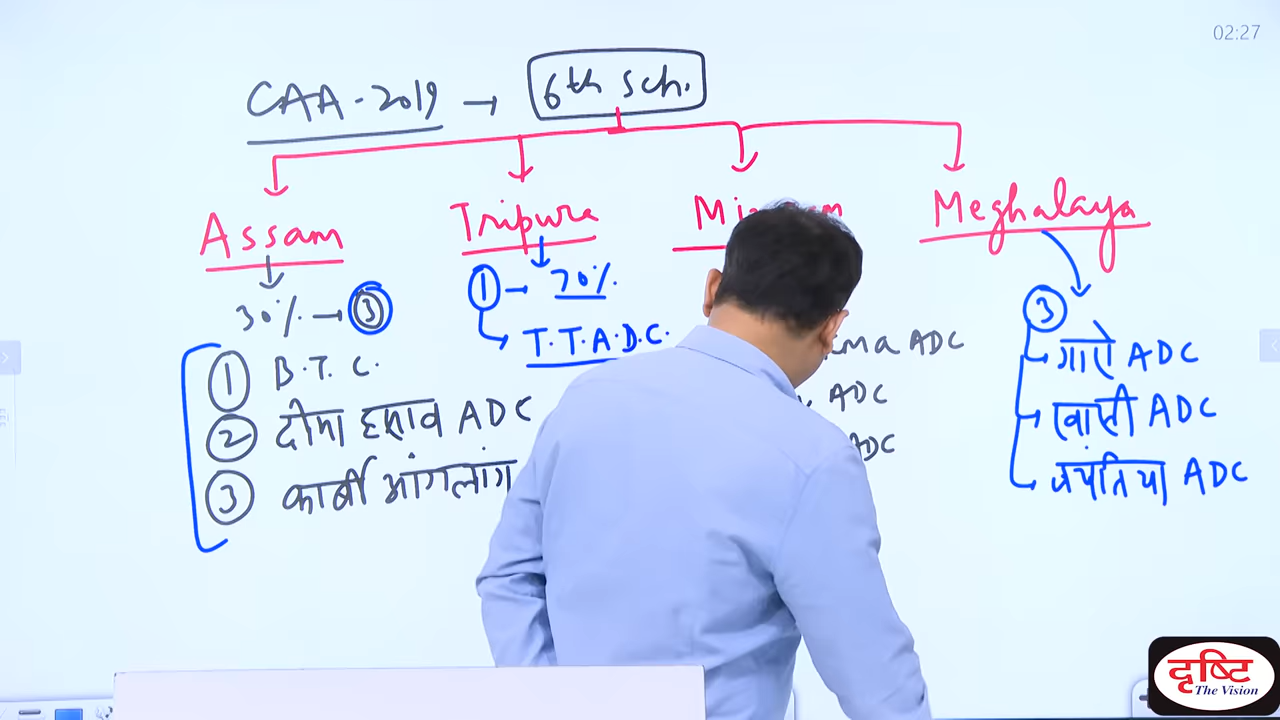 02:27
CAA-2019 → 6th Sch.
Assam
30% → ③
① B.T.C.
② दीमा हसाव ADC
③ कार्बी आंगलांग
Tripura
① → 70%
T.T.A.D.C.
ADC
ADC
ADC
Meghalaya
③
गारो ADC
खासी ADC
जयंतिया ADC
दृष्टि
The Vision